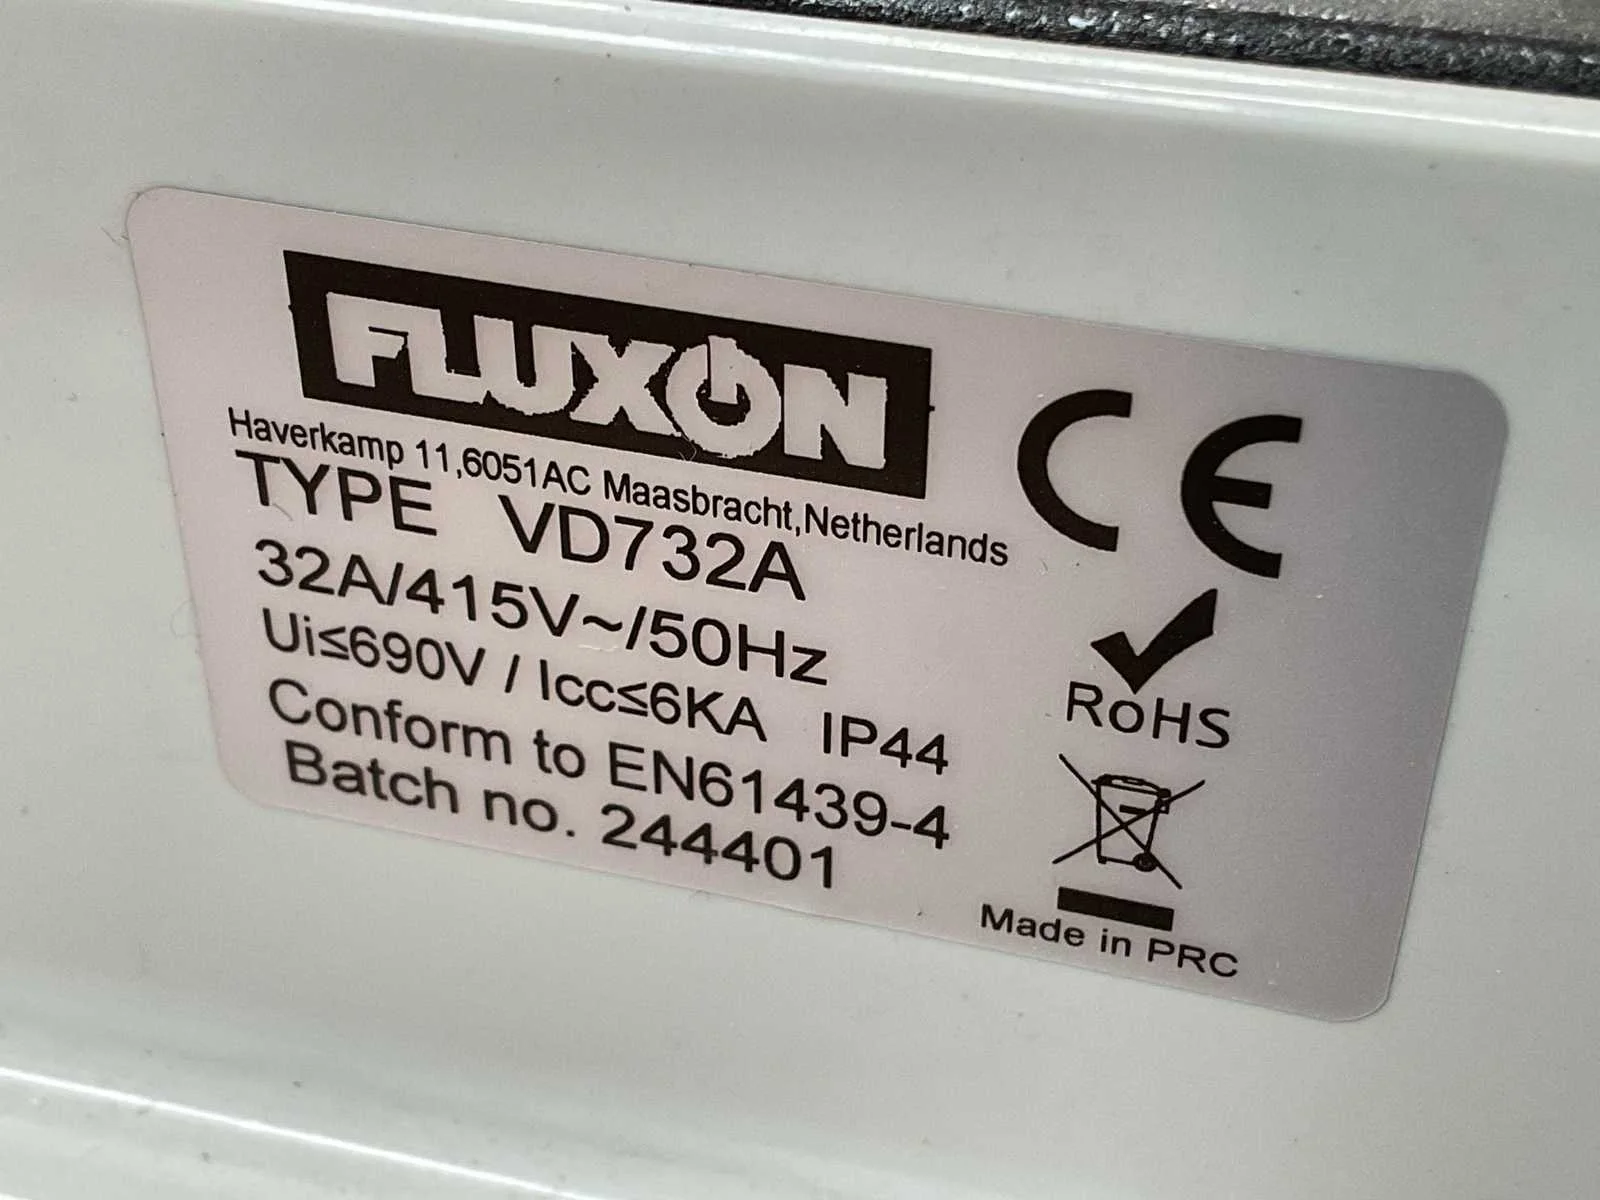 FLUXON
Haverkamp 11,6051AC Maasbracht,Netherlands
TYPE VD732A
32A/415V~/50Hz
Ui≤690V / Icc≤6KA IP44
Conform to EN61439-4
Batch no. 244401
CE
RoHS
Made in PRC